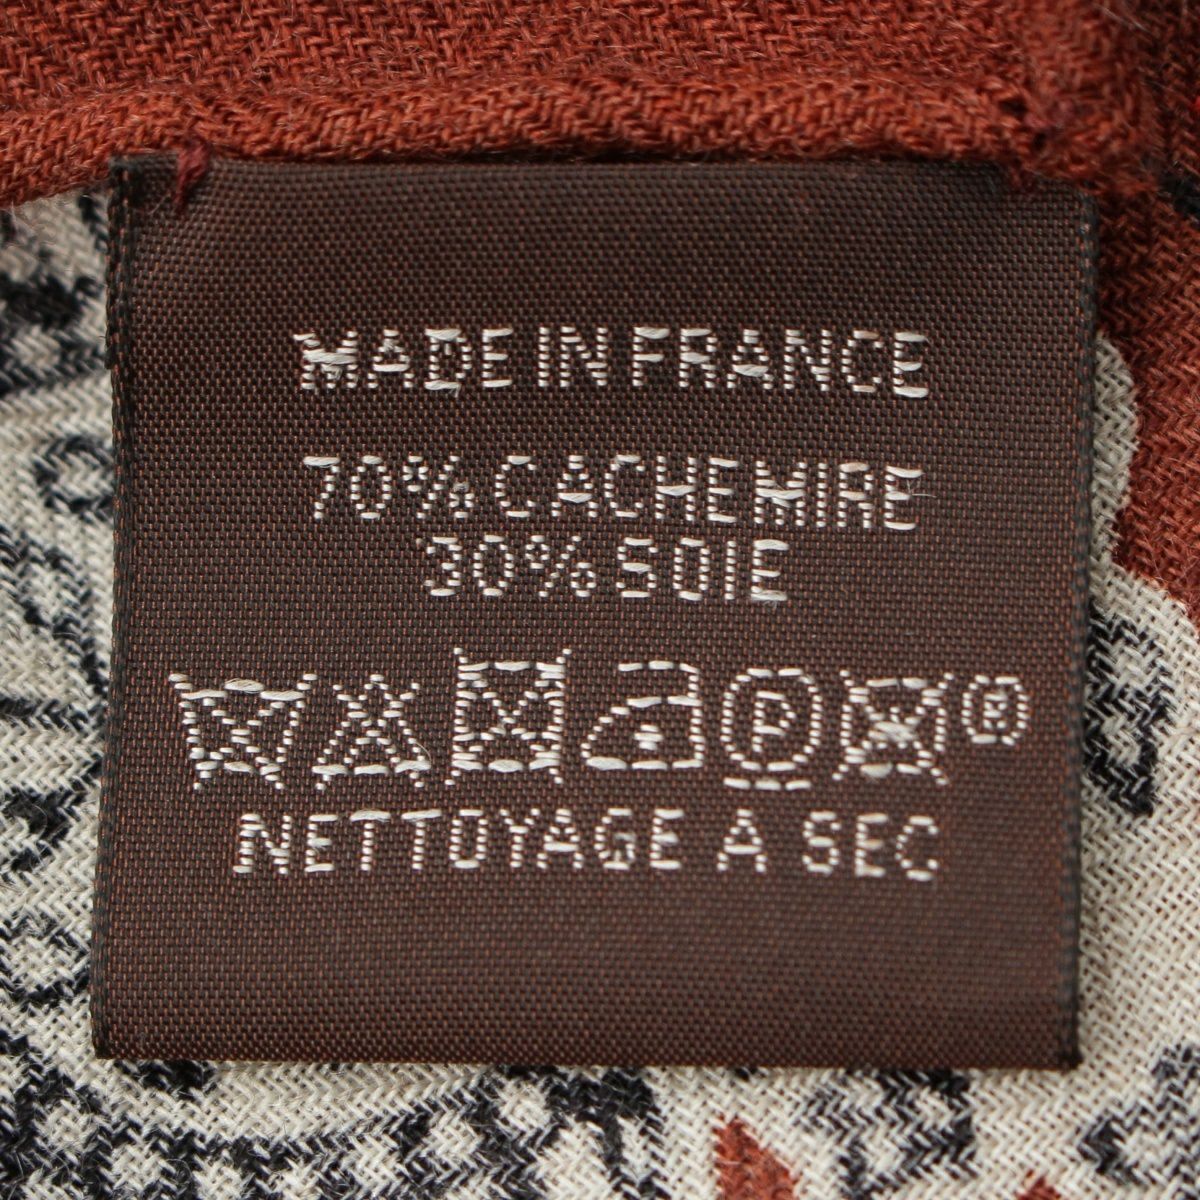 MADE IN FRANCE
70% CACHEMIRE
30% SOIE
P ®
NETTOYAGE A SEC